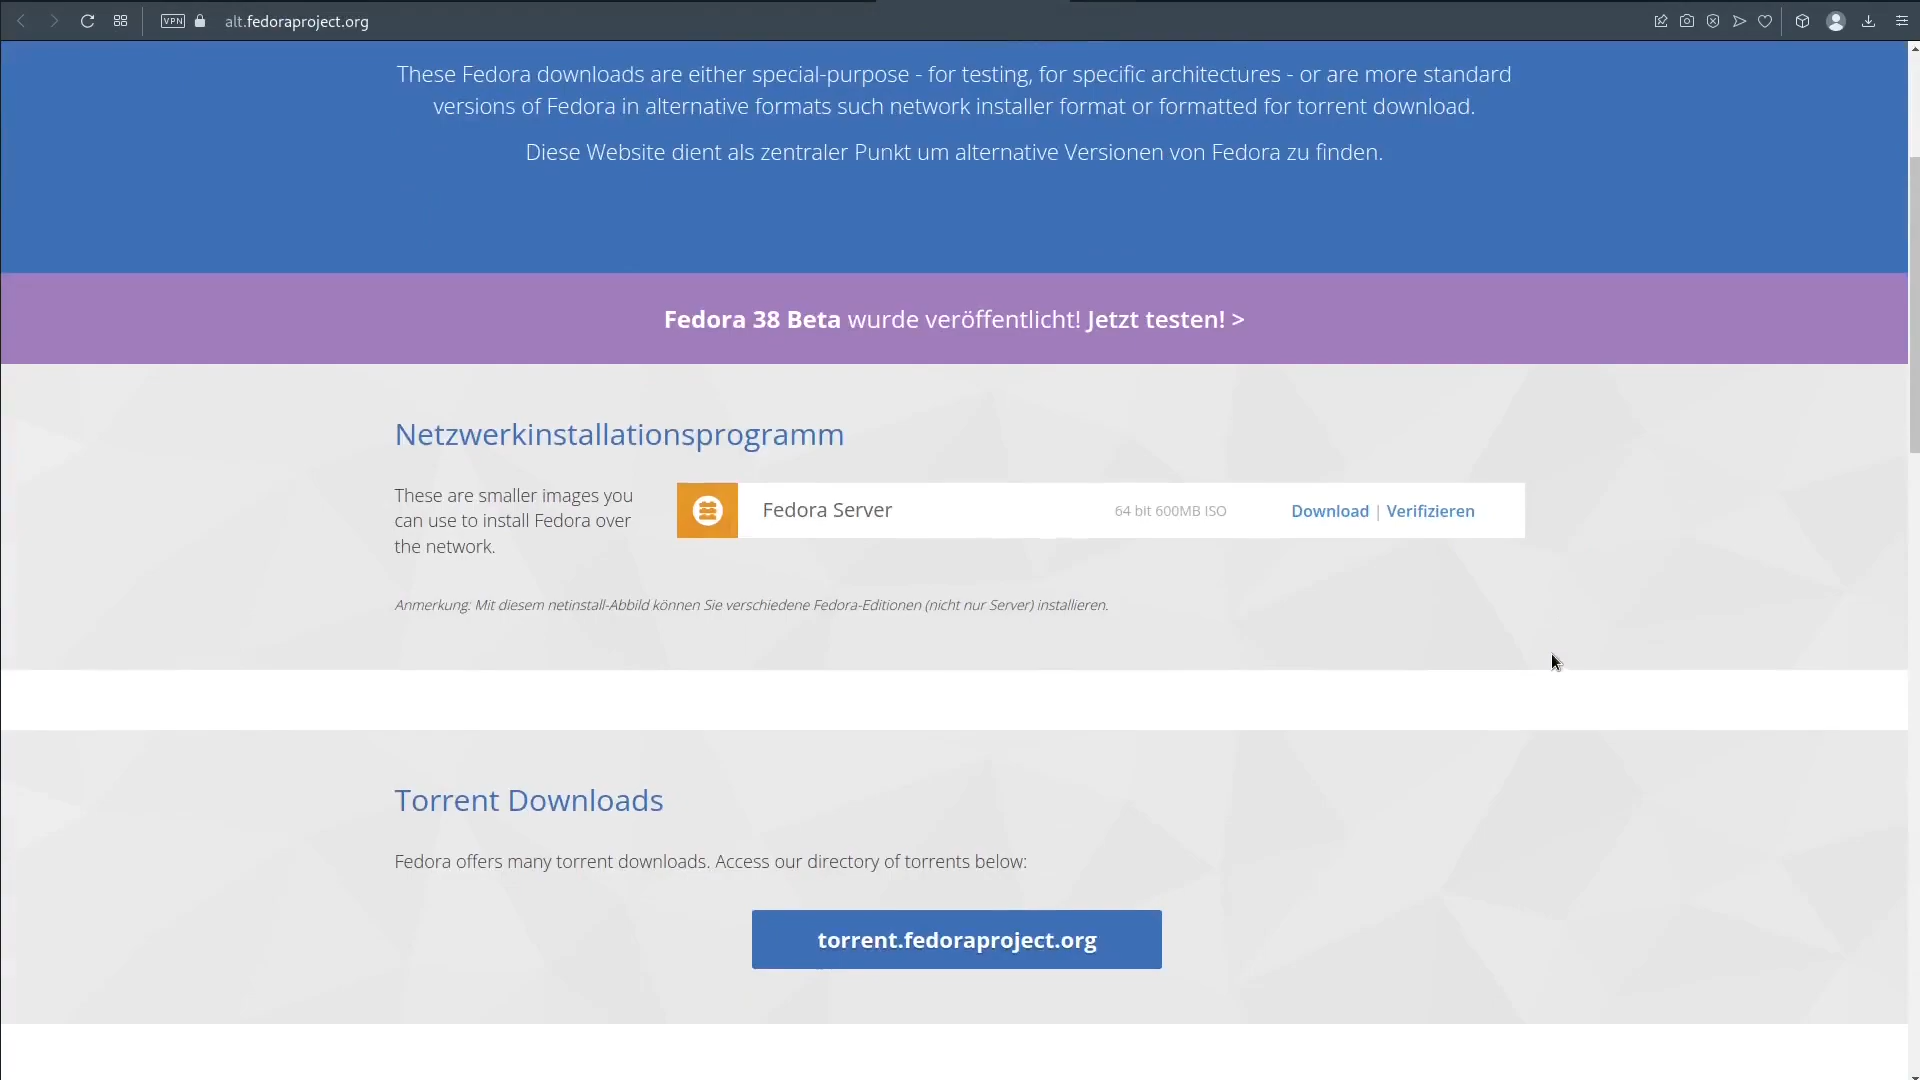 VPN
alt.fedoraproject.org
These Fedora downloads are either special-purpose - for testing, for specific architectures - or are more standard
versions of Fedora in alternative formats such network installer format or formatted for torrent download.
Diese Website dient als zentraler Punkt um alternative Versionen von Fedora zu finden.
Fedora 38 Beta wurde veröffentlicht! Jetzt testen! >
Netzwerkinstallationsprogramm
These are smaller images you
can use to install Fedora over
the network.
Fedora Server
64 bit 600MB ISO
Download | Verifizieren
Anmerkung: Mit diesem netinstall-Abbild können Sie verschiedene Fedora-Editionen (nicht nur Server) installieren.
Torrent Downloads
Fedora offers many torrent downloads. Access our directory of torrents below:
torrent.fedoraproject.org